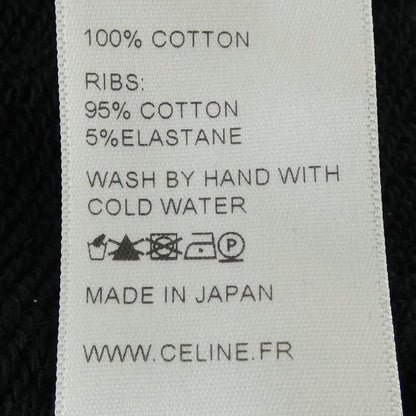 100% COTTON
RIBS:
95% COTTON
5%ELASTANE
WASH BY HAND WITH
COLD WATER
P
MADE IN JAPAN
WWW.CELINE.FR